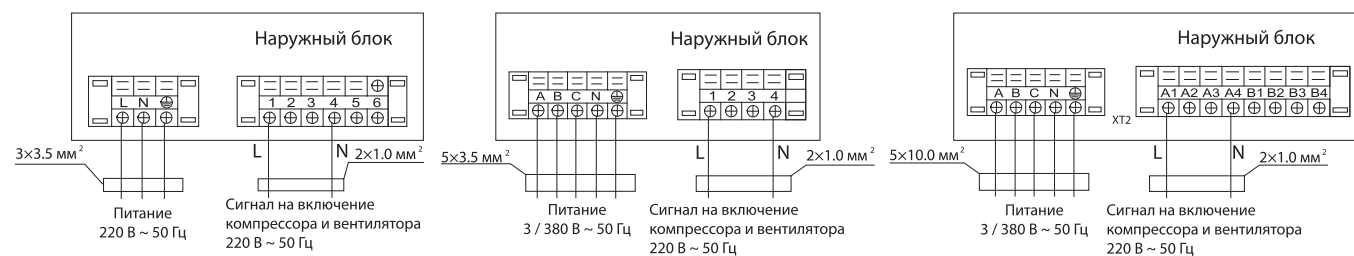 Наружный блок
L N
1 2 3 4 5 6
L
N
3×3.5 мм²
2×1.0 мм²
Питание
220 В ~ 50 Гц
Сигнал на включение
компрессора и вентилятора
220 В ~ 50 Гц
Наружный блок
A B C N
1 2 3 4
L
N
5×3.5 мм²
2×1.0 мм²
Питание
3 / 380 В ~ 50 Гц
Сигнал на включение
компрессора и вентилятора
220 В ~ 50 Гц
Наружный блок
A B C N
XT2
A1 A2 A3 A4 B1 B2 B3 B4
L
N
5×10.0 мм²
2×1.0 мм²
Питание
3 / 380 В ~ 50 Гц
Сигнал на включение
компрессора и вентилятора
220 В ~ 50 Гц